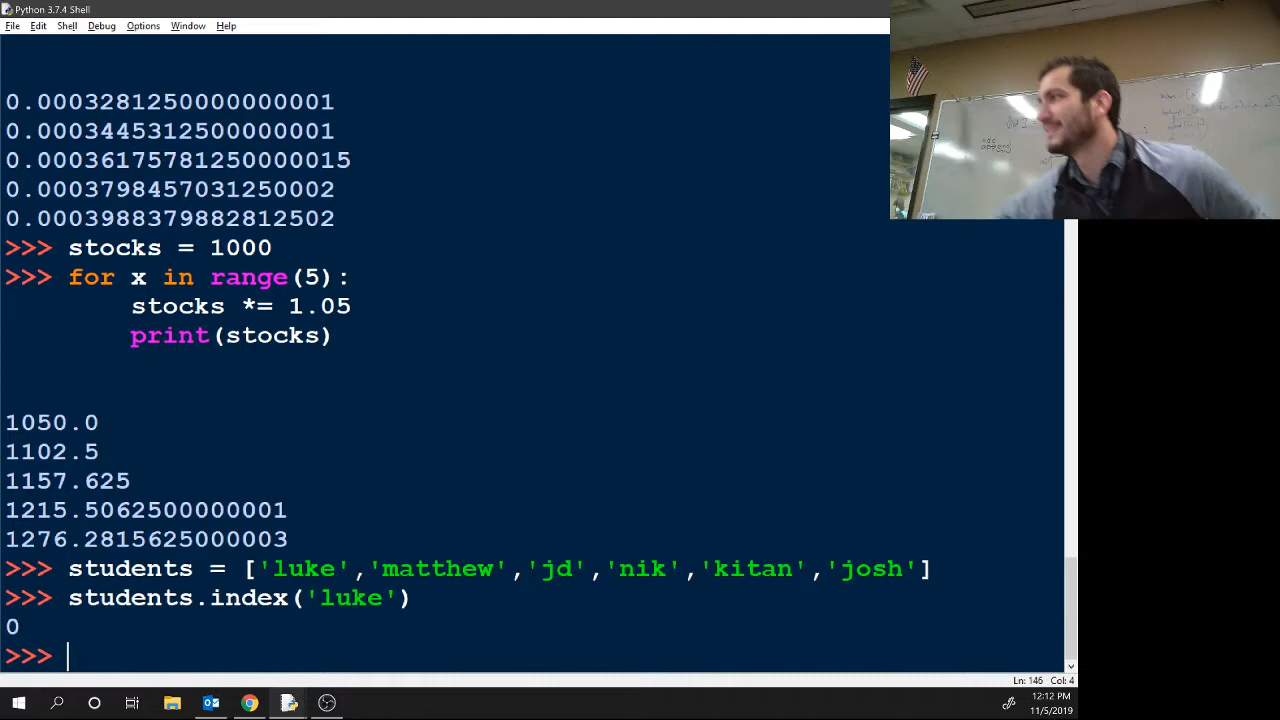 Python 3.7.4 Shell
File Edit Shell Debug Options Window Help
0.0003281250000000001
0.0003445312500000001
0.00036175781250000015
0.0003798457031250002
0.0003988379882812502
>>> stocks = 1000
>>> for x in range(5):
stocks *= 1.05
print(stocks)
1050.0
1102.5
1157.625
1215.5062500000001
1276.2815625000003
>>> students = ['luke','matthew','jd','nik','kitan','josh']
>>> students.index('luke')
0
>>>
Ln: 146 Col: 4
12:12 PM
11/5/2019